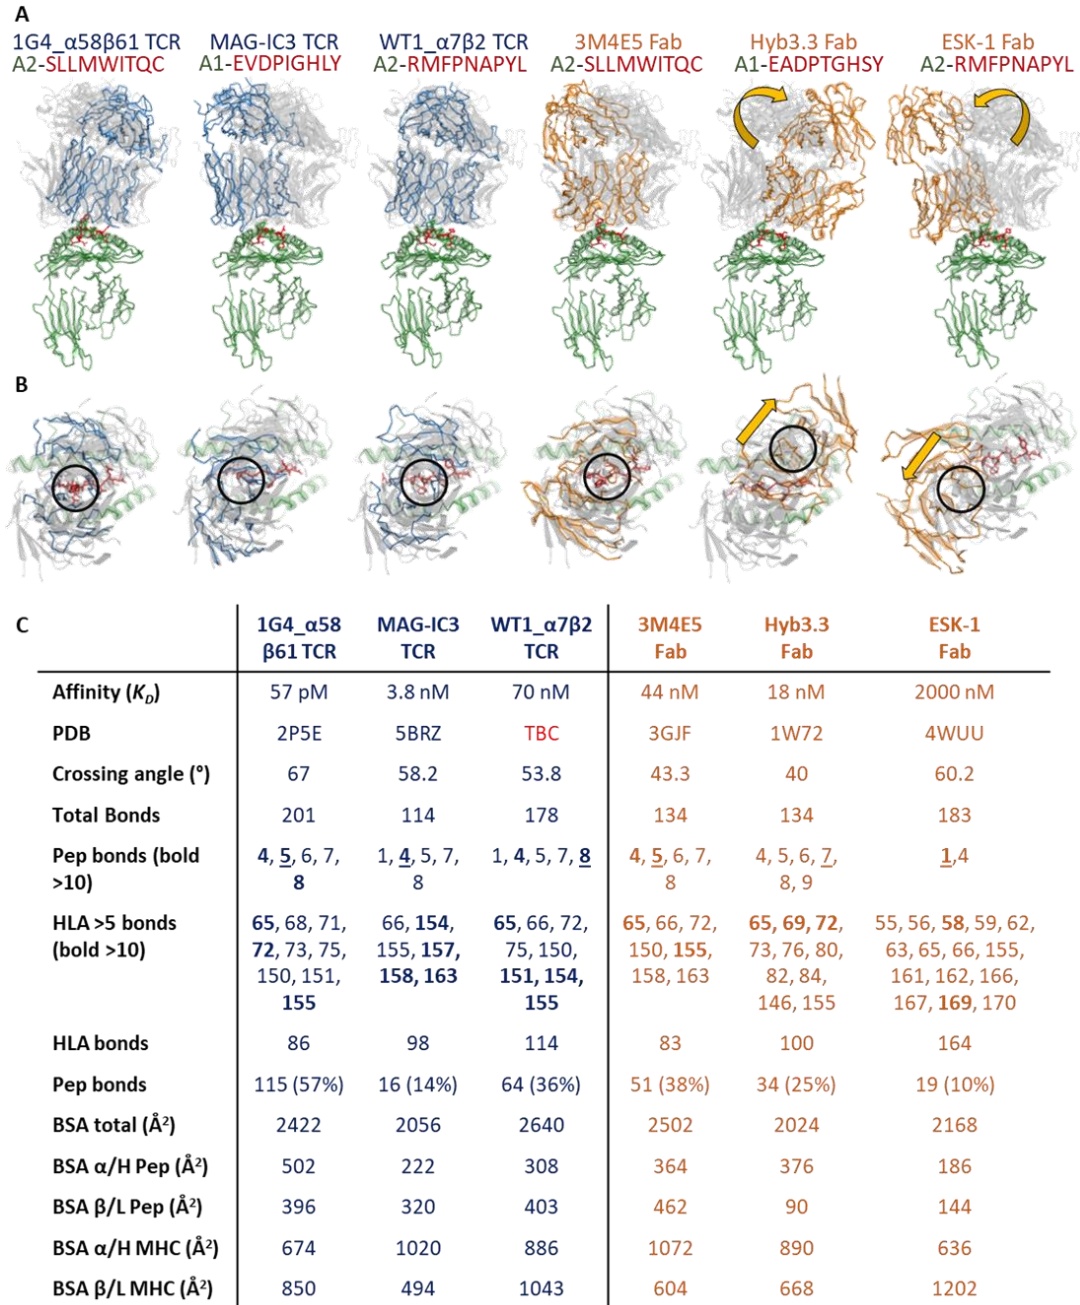 A
1G4_α58β61 TCR MAG-IC3 TCR WT1_α7β2 TCR 3M4E5 Fab Hyb3.3 Fab ESK-1 Fab
A2-SLLMWITQC A1-EVDPIGHLY A2-RMFPNAPYL A2-SLLMWITQC A1-EADPTGHSY A2-RMFPNAPYL
B
C 1G4_α58 MAG-IC3 WT1_α7β2 3M4E5 Hyb3.3 ESK-1
β61 TCR TCR TCR Fab Fab Fab
Affinity (K_D) 57 pM 3.8 nM 70 nM 44 nM 18 nM 2000 nM
PDB 2P5E 5BRZ TBC 3GJF 1W72 4WUU
Crossing angle (°) 67 58.2 53.8 43.3 40 60.2
Total Bonds 201 114 178 134 134 183
Pep bonds (bold 4, 5, 6, 7, 1, 4, 5, 7, 1, 4, 5, 7, 8 4, 5, 6, 7, 4, 5, 6, 7, 1,4
>10) 8 8 8 8, 9
HLA >5 bonds 65, 68, 71, 66, 154, 65, 66, 72, 65, 66, 72, 65, 69, 72, 55, 56, 58, 59, 62,
(bold >10) 72, 73, 75, 155, 157, 75, 150, 150, 155, 73, 76, 80, 63, 65, 66, 155,
150, 151, 158, 163 151, 154, 158, 163 82, 84, 161, 162, 166,
155 155 146, 155 167, 169, 170
HLA bonds 86 98 114 83 100 164
Pep bonds 115 (57%) 16 (14%) 64 (36%) 51 (38%) 34 (25%) 19 (10%)
BSA total (Å²) 2422 2056 2640 2502 2024 2168
BSA α/H Pep (Å²) 502 222 308 364 376 186
BSA β/L Pep (Å²) 396 320 403 462 90 144
BSA α/H MHC (Å²) 674 1020 886 1072 890 636
BSA β/L MHC (Å²) 850 494 1043 604 668 1202